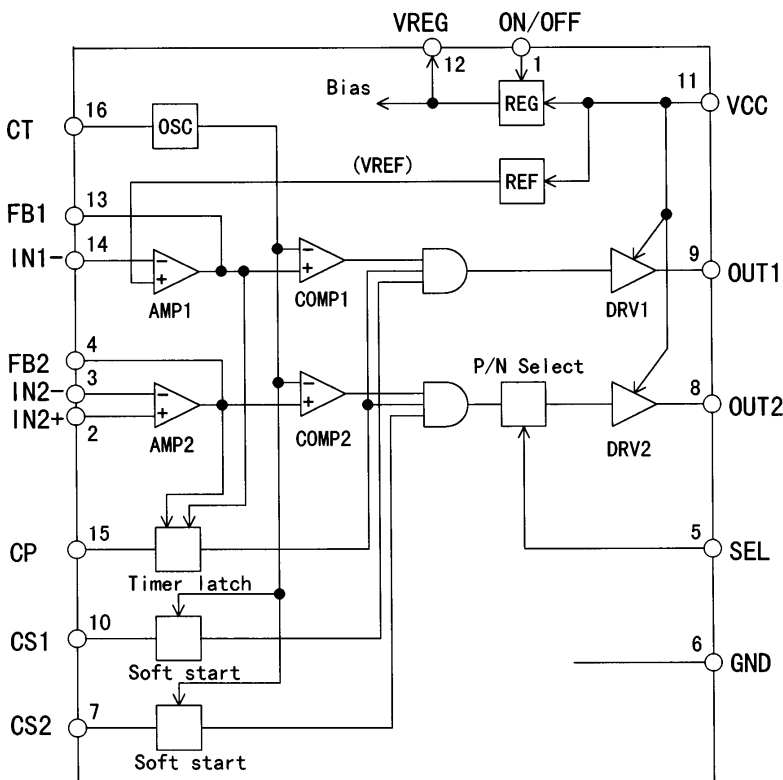 VREG ON/OFF
12 1
Bias
REG
11
VCC
CT
16
OSC
(VREF)
REF
FB1
13
IN1-
14
-
+
AMP1
-
+
COMP1
DRV1
9
OUT1
FB2
4
IN2-
3
IN2+
2
-
+
AMP2
-
+
COMP2
P/N Select
DRV2
8
OUT2
CP
15
Timer latch
5
SEL
CS1
10
Soft start
6
GND
CS2
7
Soft start